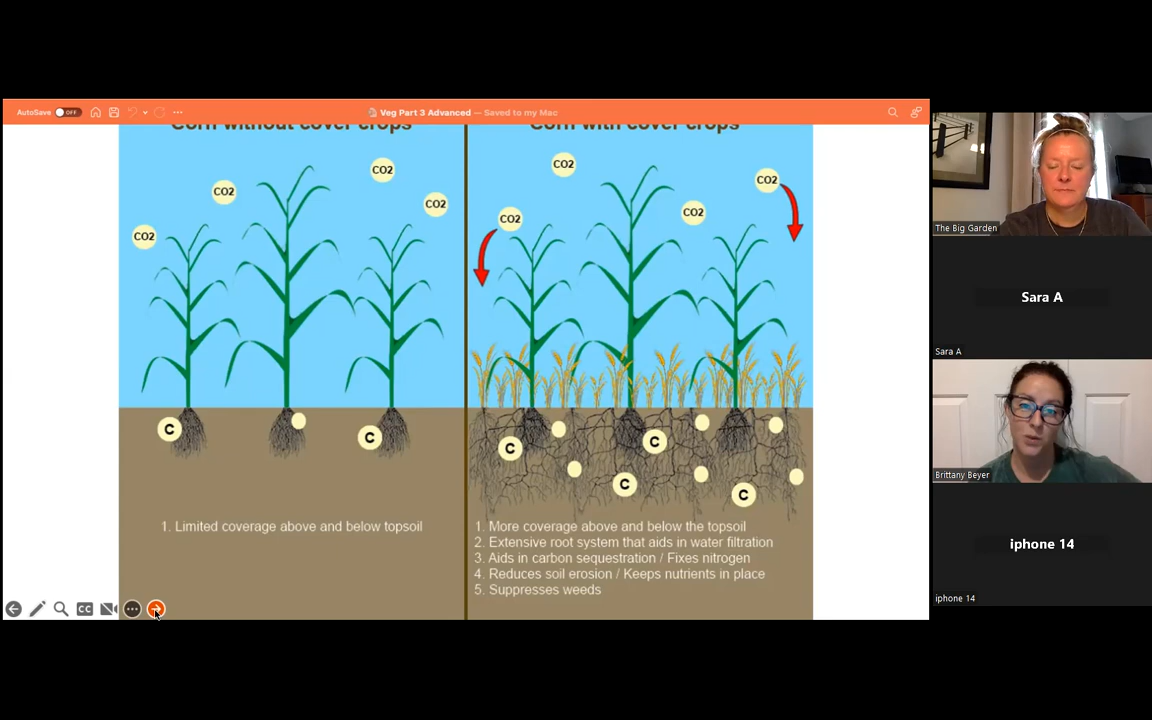 AutoSave OFF
Veg Part 3 Advanced — Saved to my Mac
Corn without cover crops
Corn with cover crops
CO2
CO2
CO2
CO2
CO2
CO2
CO2
CO2
C
C
C
C
C
C
1. Limited coverage above and below topsoil
1. More coverage above and below the topsoil
2. Extensive root system that aids in water filtration
3. Aids in carbon sequestration / Fixes nitrogen
4. Reduces soil erosion / Keeps nutrients in place
5. Suppresses weeds
CC
The Big Garden
Sara A
Sara A
Brittany Beyer
iphone 14
iphone 14